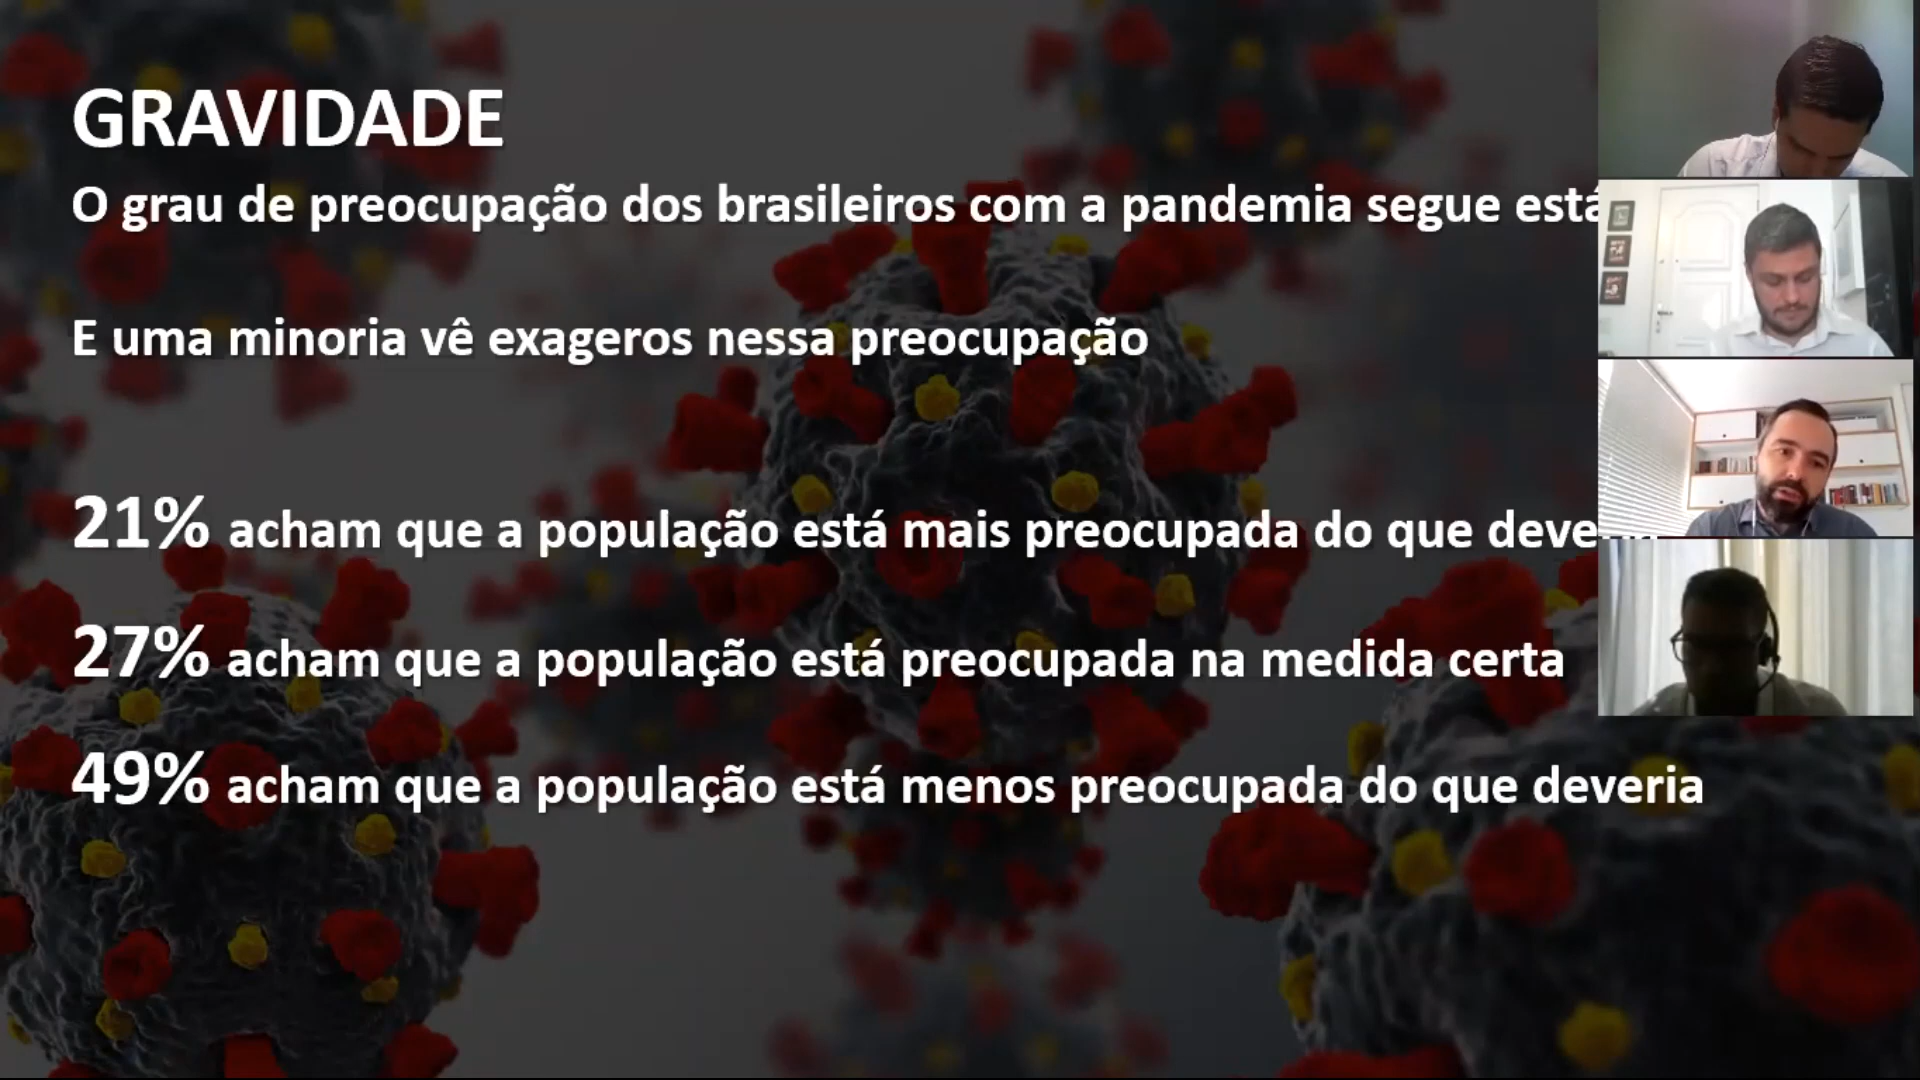 GRAVIDADE
O grau de preocupação dos brasileiros com a pandemia segue
E uma minoria vê exageros nessa preocupação
21% acham que a população está mais preocupada do que
27% acham que a população está preocupada na medida certa
49% acham que a população está menos preocupada do que deveria